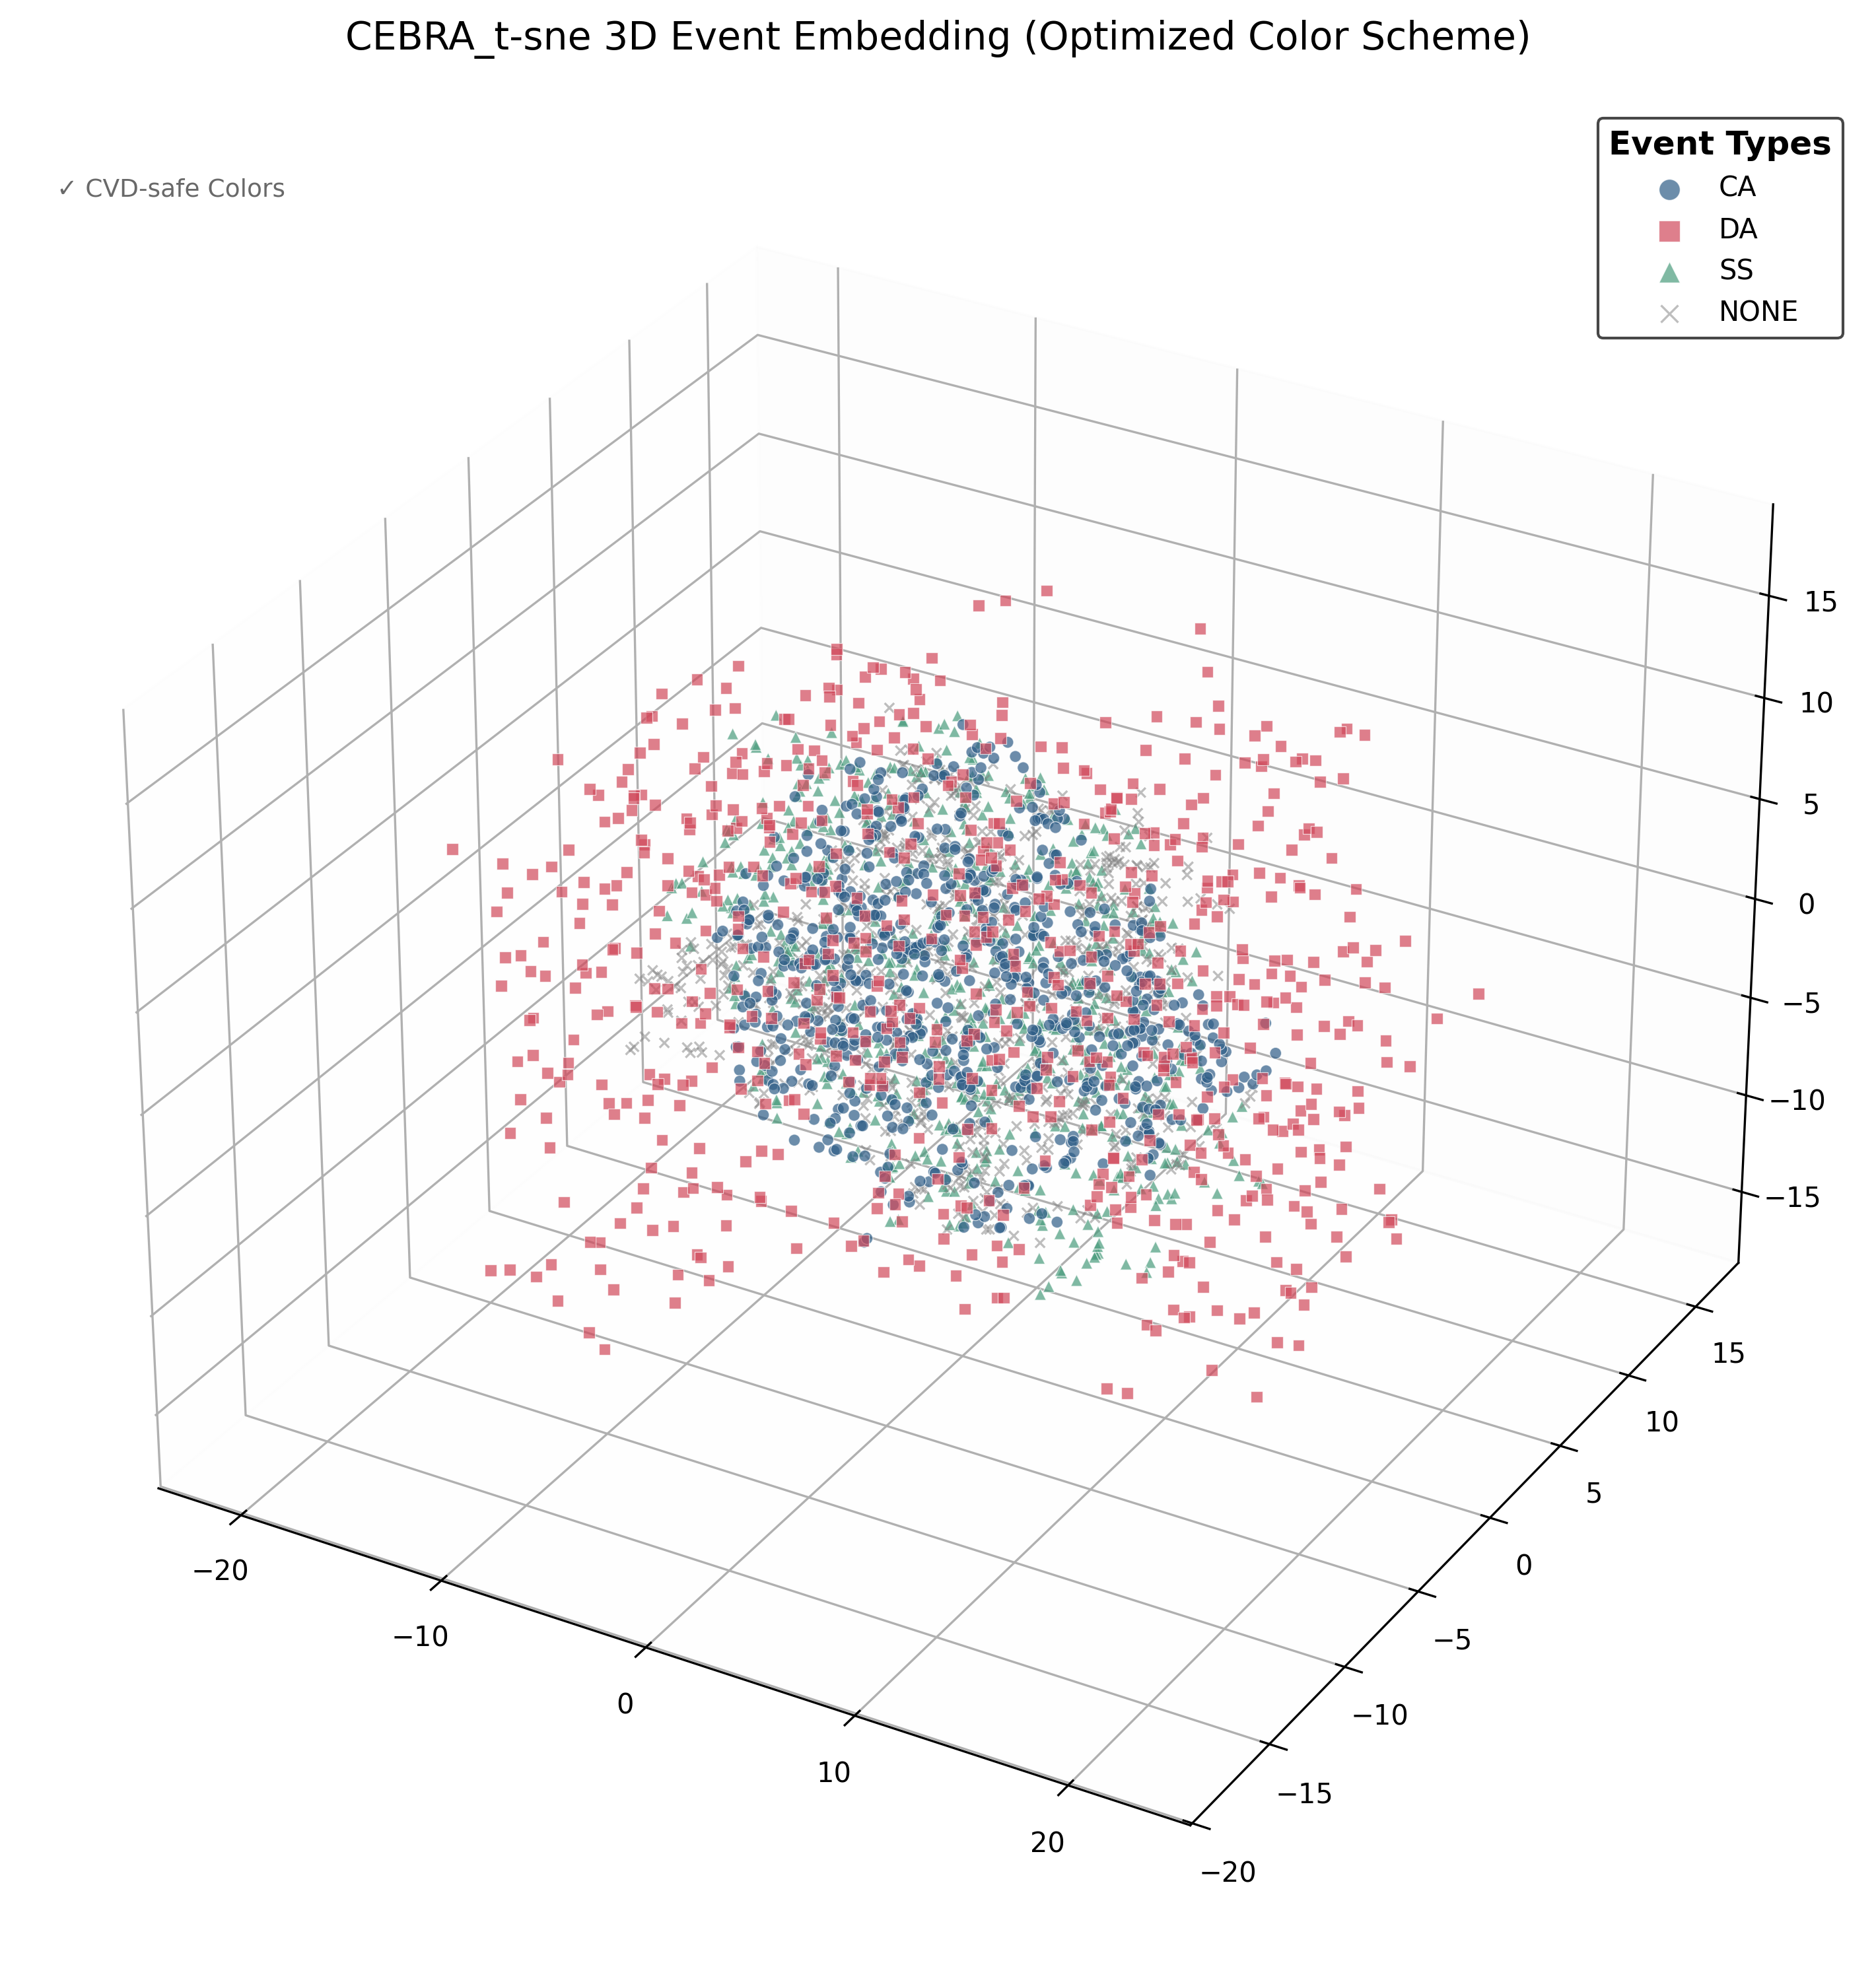 CEBRA_t-sne 3D Event Embedding (Optimized Color Scheme)
✓ CVD-safe Colors
Event Types
CA
DA
SS
NONE
15
10
5
0
−5
−10
−15
15
10
5
0
−5
−10
−15
−20
−20
−10
0
10
20